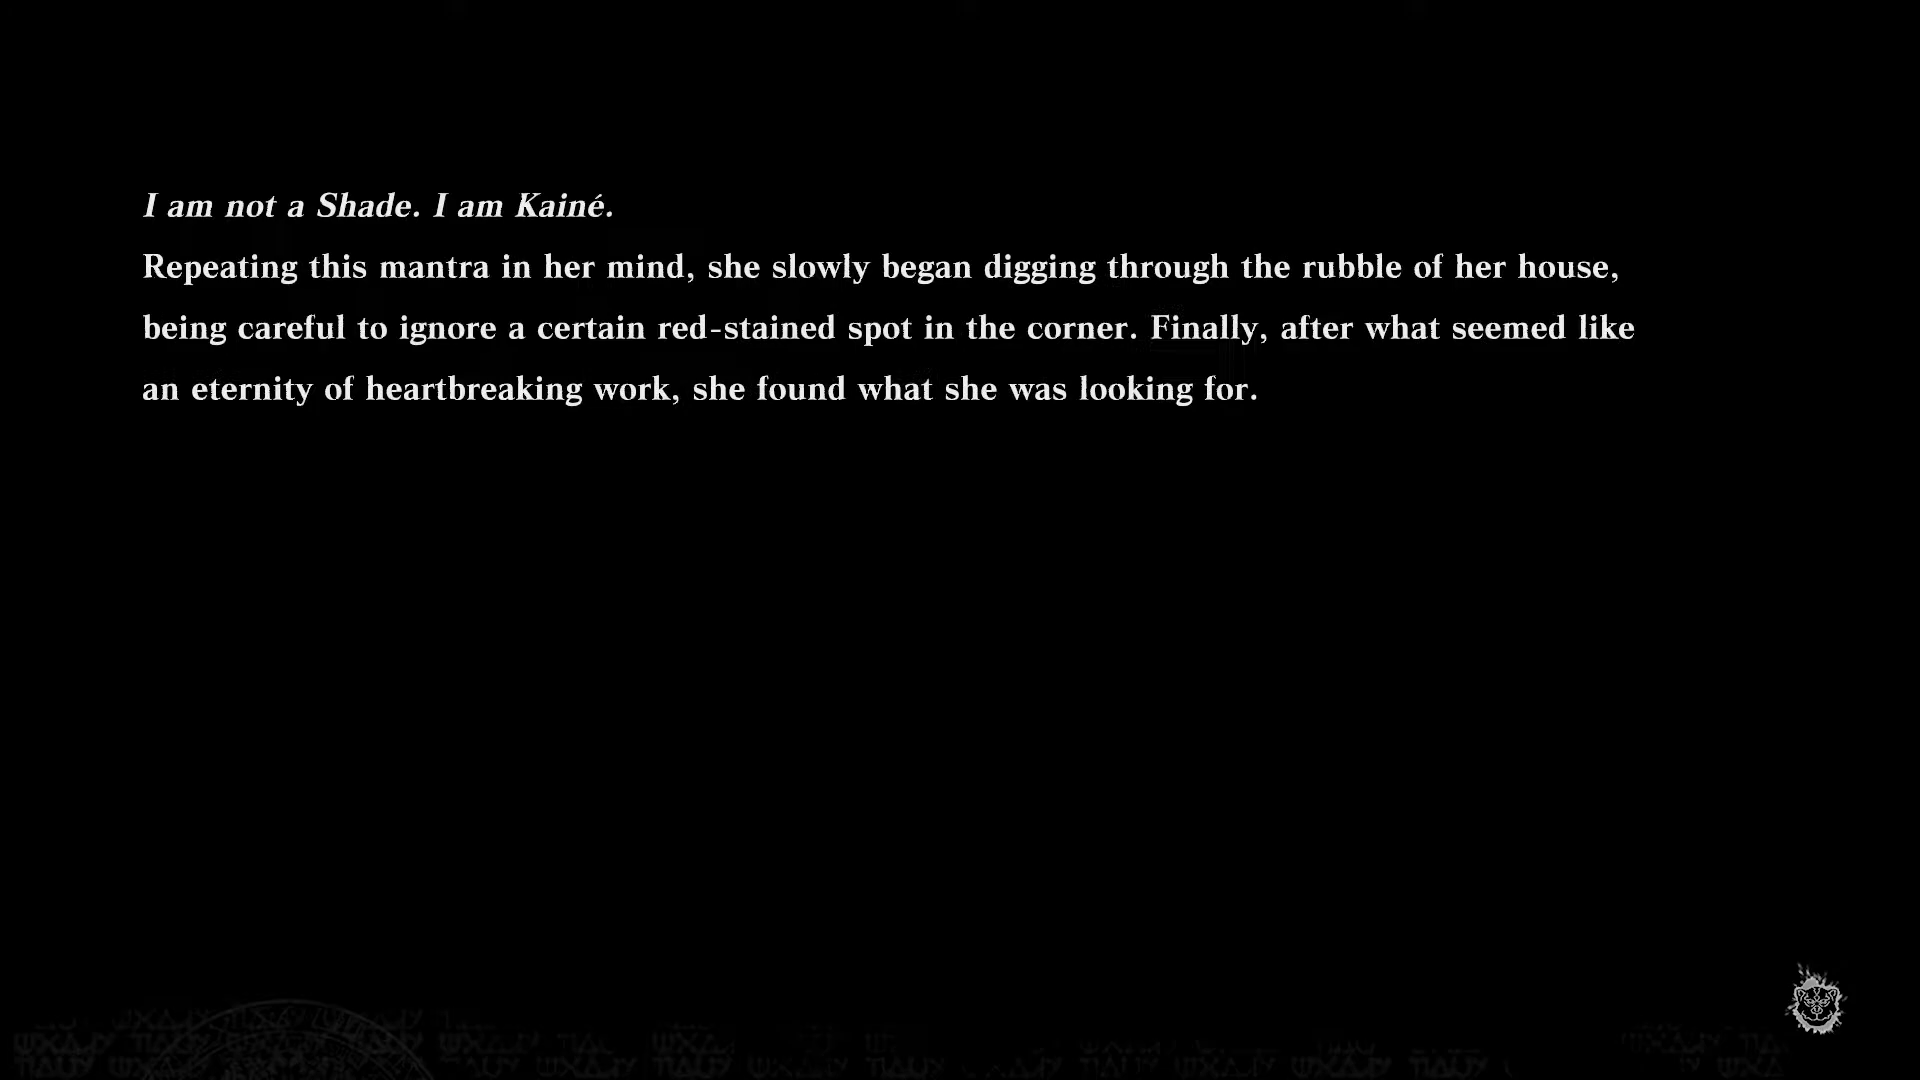 I am not a Shade. I am Kainé.
Repeating this mantra in her mind, she slowly began digging through the rubble of her house,
being careful to ignore a certain red-stained spot in the corner. Finally, after what seemed like
an eternity of heartbreaking work, she found what she was looking for.